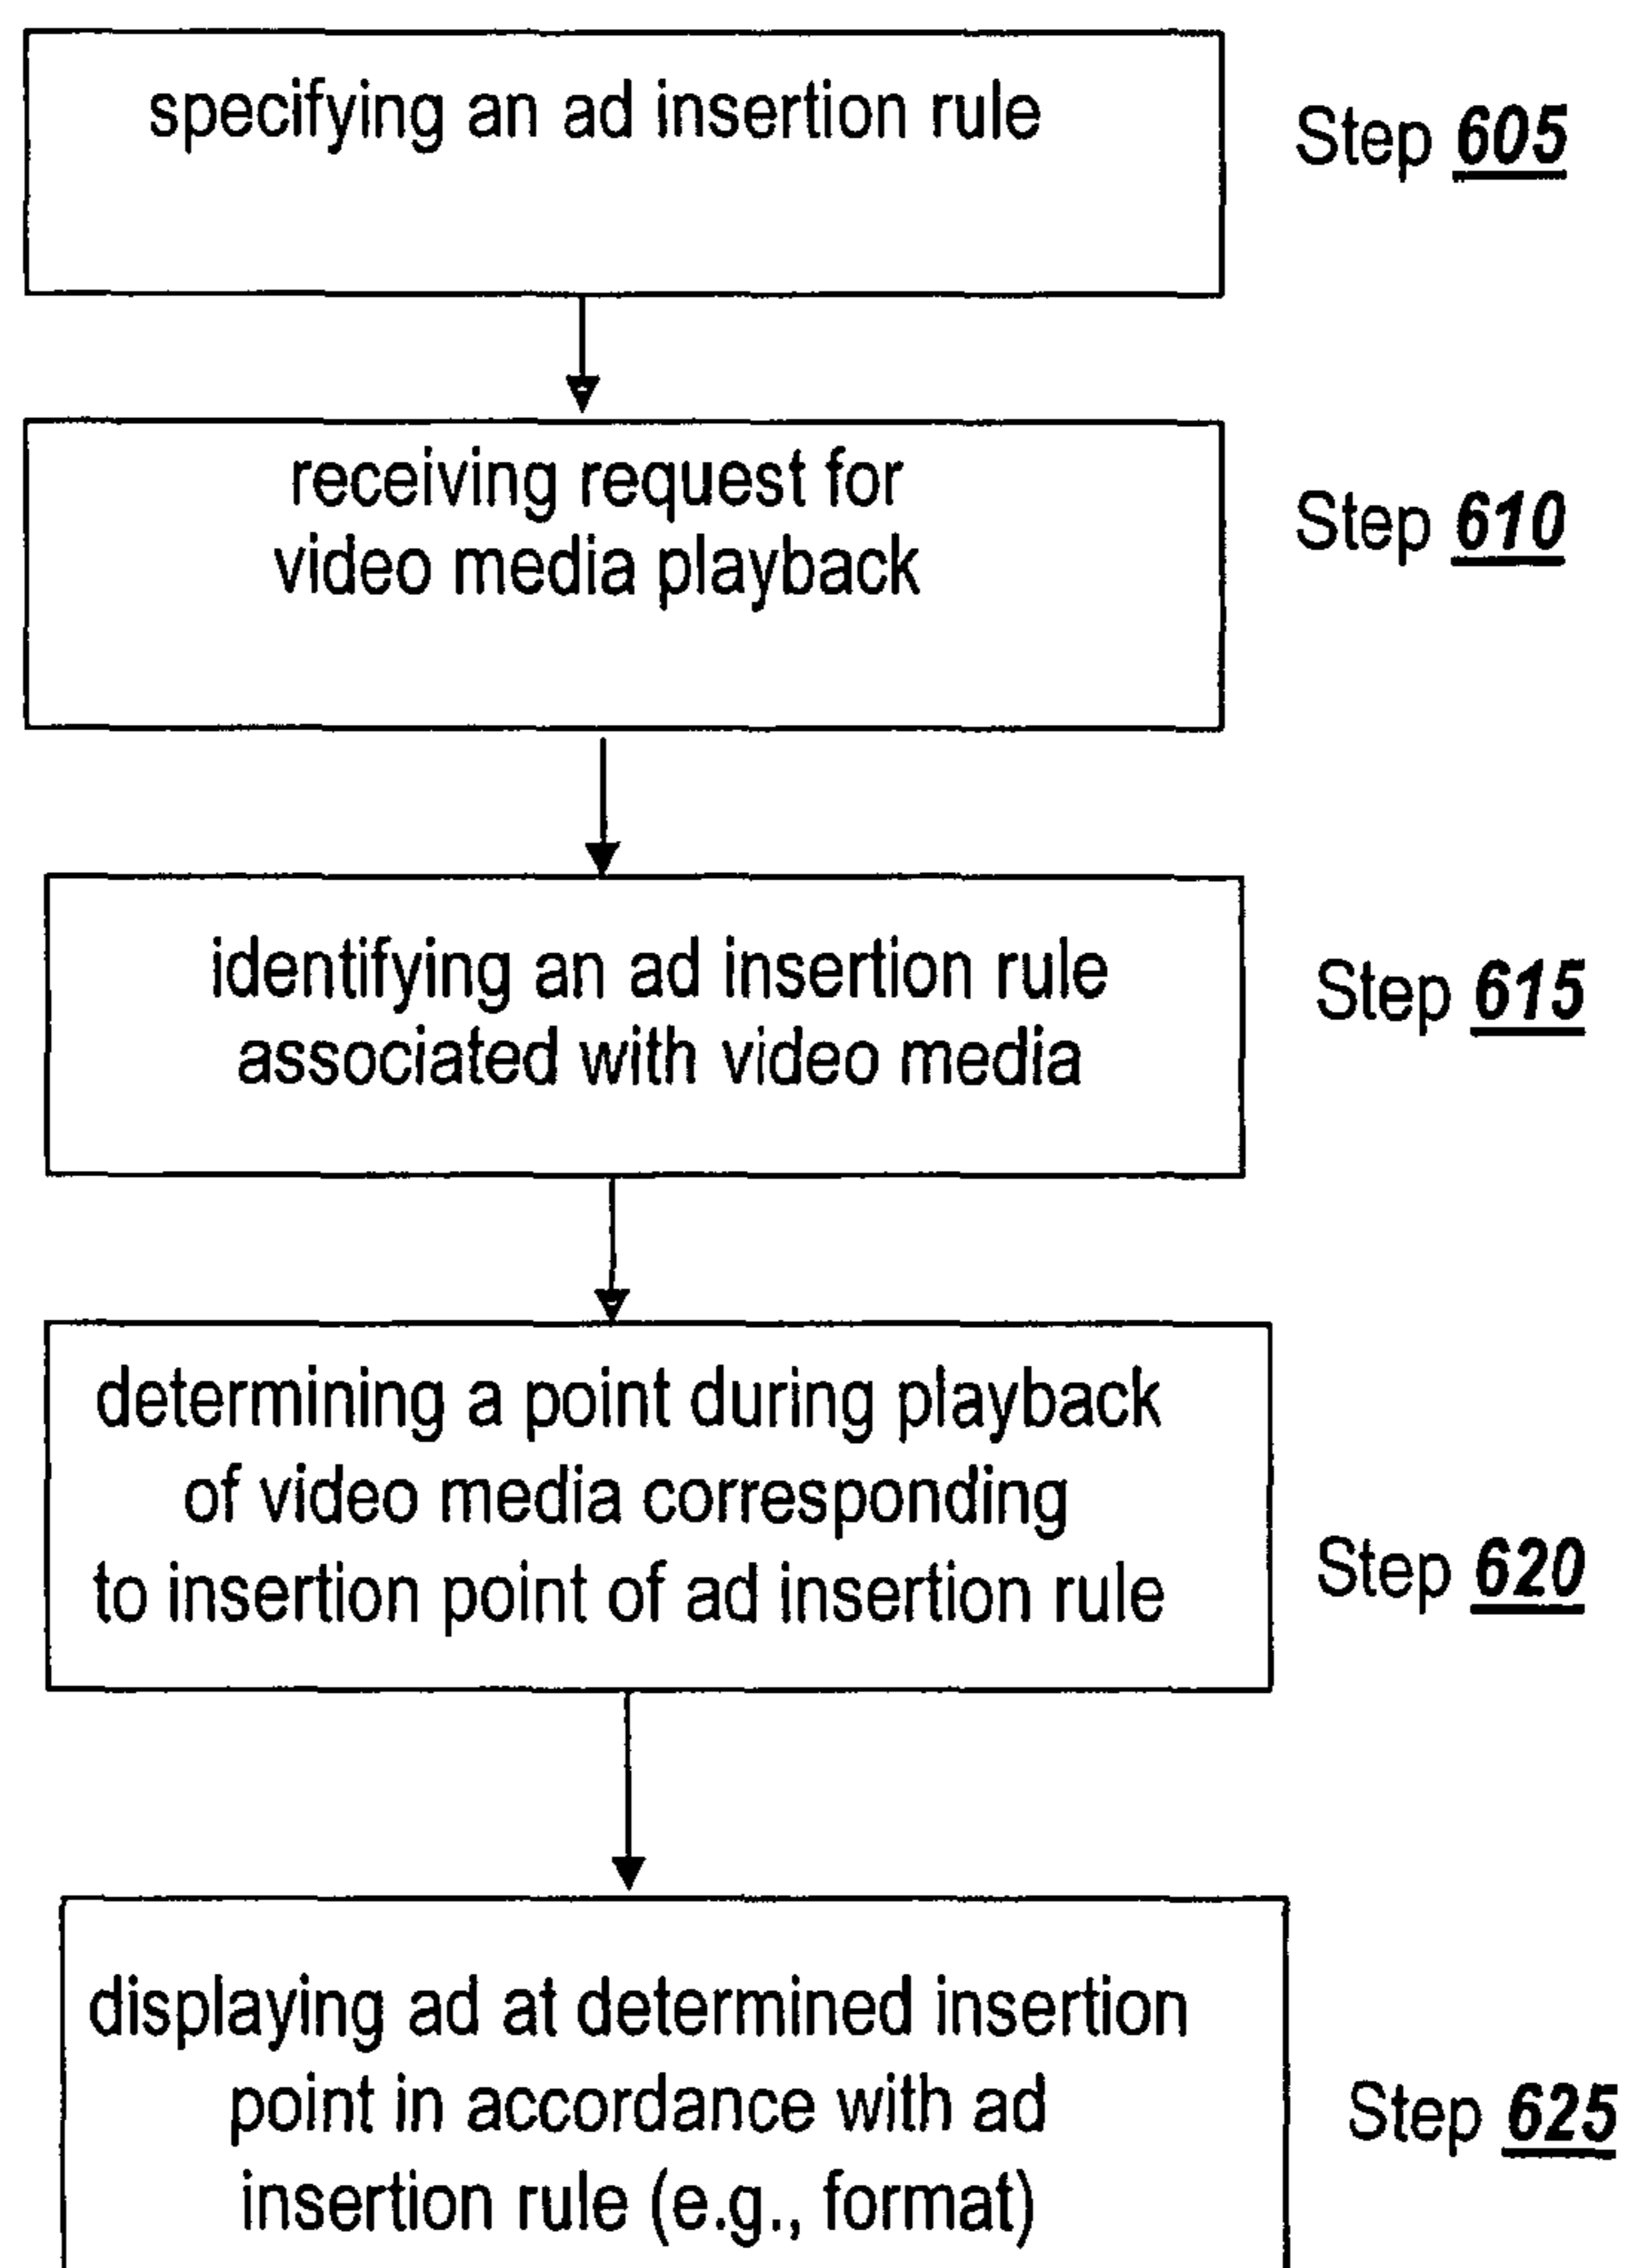 specifying an ad insertion rule
Step 605
receiving request for
video media playback
Step 610
identifying an ad insertion rule
associated with video media
Step 615
determining a point during playback
of video media corresponding
to insertion point of ad insertion rule
Step 620
displaying ad at determined insertion
point in accordance with ad
insertion rule (e.g., format)
Step 625